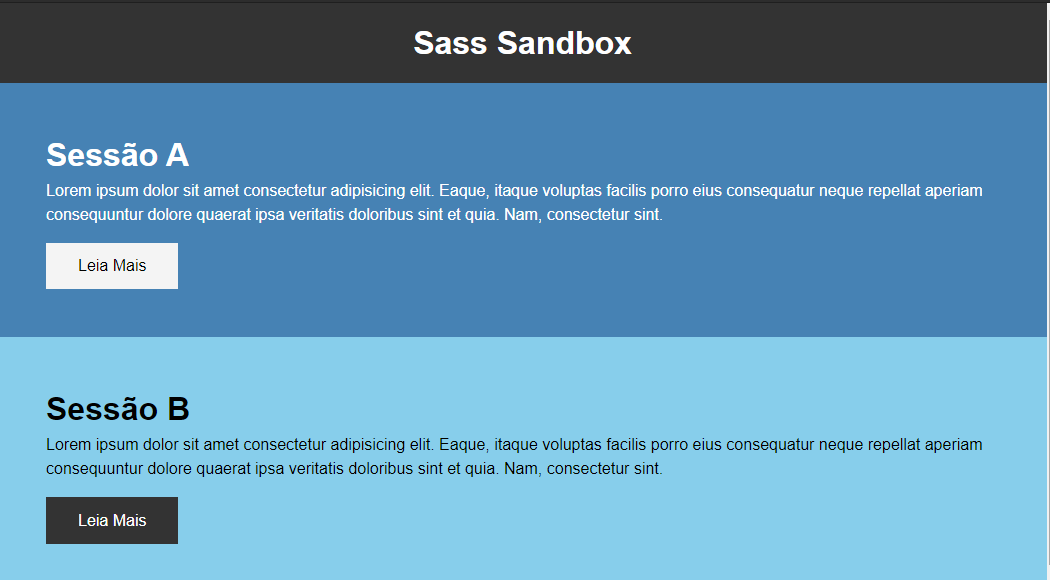 Sass Sandbox
Sessão A
Lorem ipsum dolor sit amet consectetur adipisicing elit. Eaque, itaque voluptas facilis porro eius consequatur neque repellat aperiam
consequuntur dolore quaerat ipsa veritatis doloribus sint et quia. Nam, consectetur sint.
Leia Mais
Sessão B
Lorem ipsum dolor sit amet consectetur adipisicing elit. Eaque, itaque voluptas facilis porro eius consequatur neque repellat aperiam
consequuntur dolore quaerat ipsa veritatis doloribus sint et quia. Nam, consectetur sint.
Leia Mais